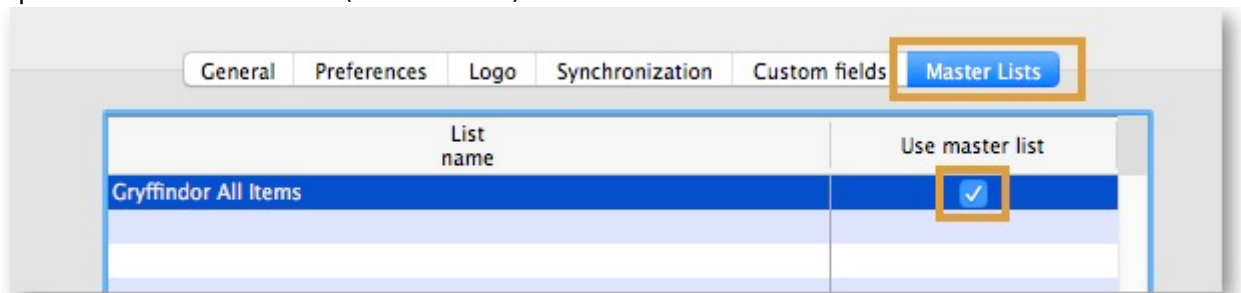 General Preferences Logo Synchronization Custom fields Master Lists
List name Use master list
Gryffindor All Items